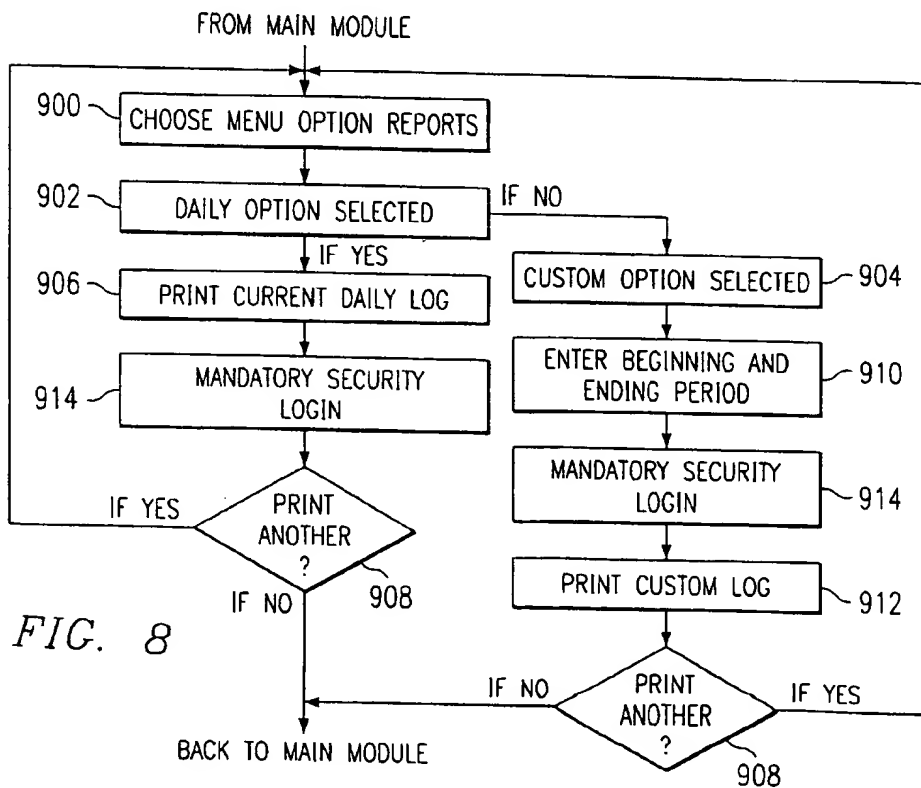 FROM MAIN MODULE
900
CHOOSE MENU OPTION REPORTS
902
DAILY OPTION SELECTED
IF NO
IF YES
906
PRINT CURRENT DAILY LOG
CUSTOM OPTION SELECTED
904
914
MANDATORY SECURITY
LOGIN
ENTER BEGINNING AND
ENDING PERIOD
910
MANDATORY SECURITY
LOGIN
914
IF YES
PRINT
ANOTHER
?
908
IF NO
PRINT CUSTOM LOG
912
FIG. 8
IF NO
PRINT
ANOTHER
?
IF YES
908
BACK TO MAIN MODULE